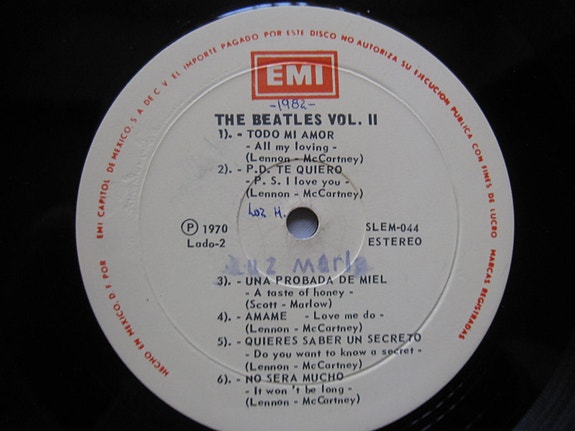 EMI
-1982-
THE BEATLES VOL. II
1). - TODO MI AMOR
- All my loving -
(Lennon - McCartney)
2). - P.D. TE QUIERO
- P. S. I love you -
(Lennon - McCartney)
Luz H.
Ⓟ 1970
Lado-2
SLEM-044
ESTEREO
Luz Marla
3). - UNA PROBADA DE MIEL
- A taste of honey -
(Scott - Marlow)
4). - AMAME - Love me do -
(Lennon - McCartney)
5). - QUIERES SABER UN SECRETO
- Do you want to know a secret -
(Lennon - McCartney)
6). - NO SERA MUCHO
- It won 't be long -
(Lennon - McCartney)
HECHO EN MEXICO, D. F. POR EMI CAPITOL DE MEXICO, S. A. DE C. V. EL IMPORTE PAGADO POR ESTE DISCO NO AUTORIZA SU EJECUCION PUBLICA CON FINES DE LUCRO MARCAS REGISTRADAS